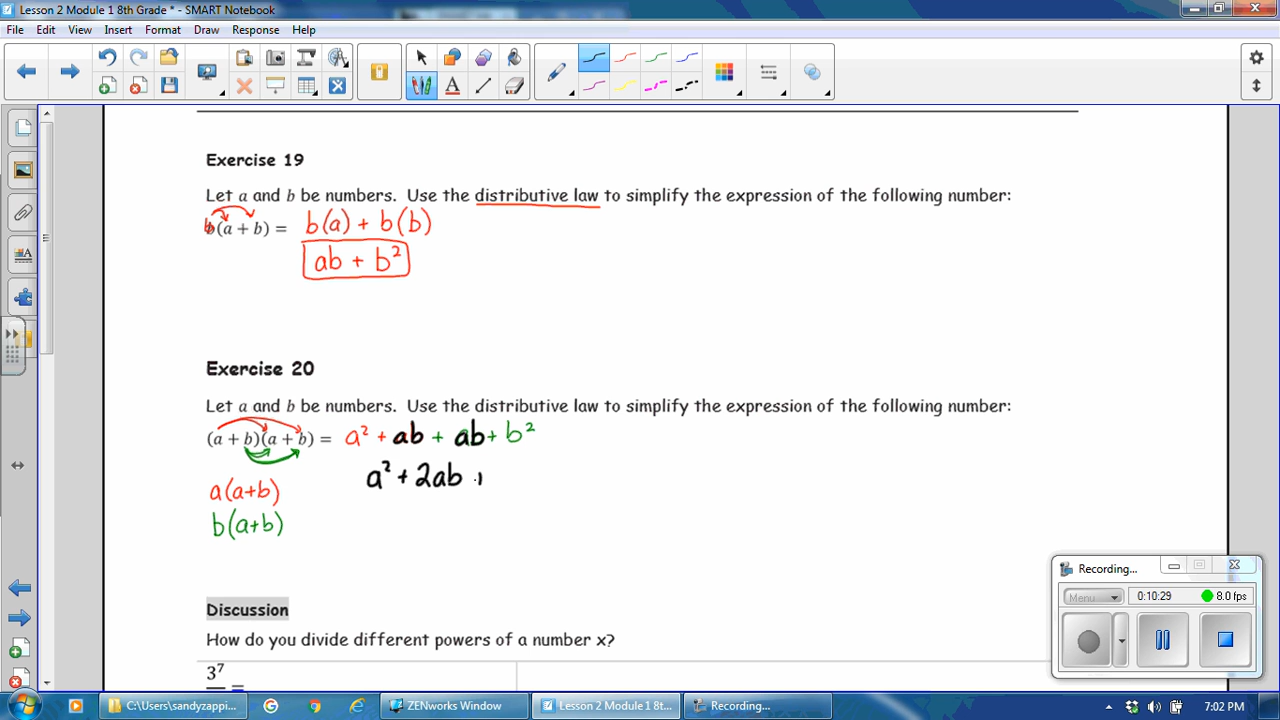 Lesson 2 Module 1 8th Grade * - SMART Notebook
File Edit View Insert Format Draw Response Help
Exercise 19
Let a and b be numbers. Use the distributive law to simplify the expression of the following number:
b(a + b) = b(a) + b(b)
ab + b²
Exercise 20
Let a and b be numbers. Use the distributive law to simplify the expression of the following number:
(a + b)(a + b) = a² + ab + ab + b²
a² + 2ab
a(a+b)
b(a+b)
Discussion
How do you divide different powers of a number x?
3⁷
=
Recording...
Menu 0:10:29 8.0 fps
C:\Users\sandyzappi... ZENworks Window Lesson 2 Module 1 8t... Recording... 7:02 PM